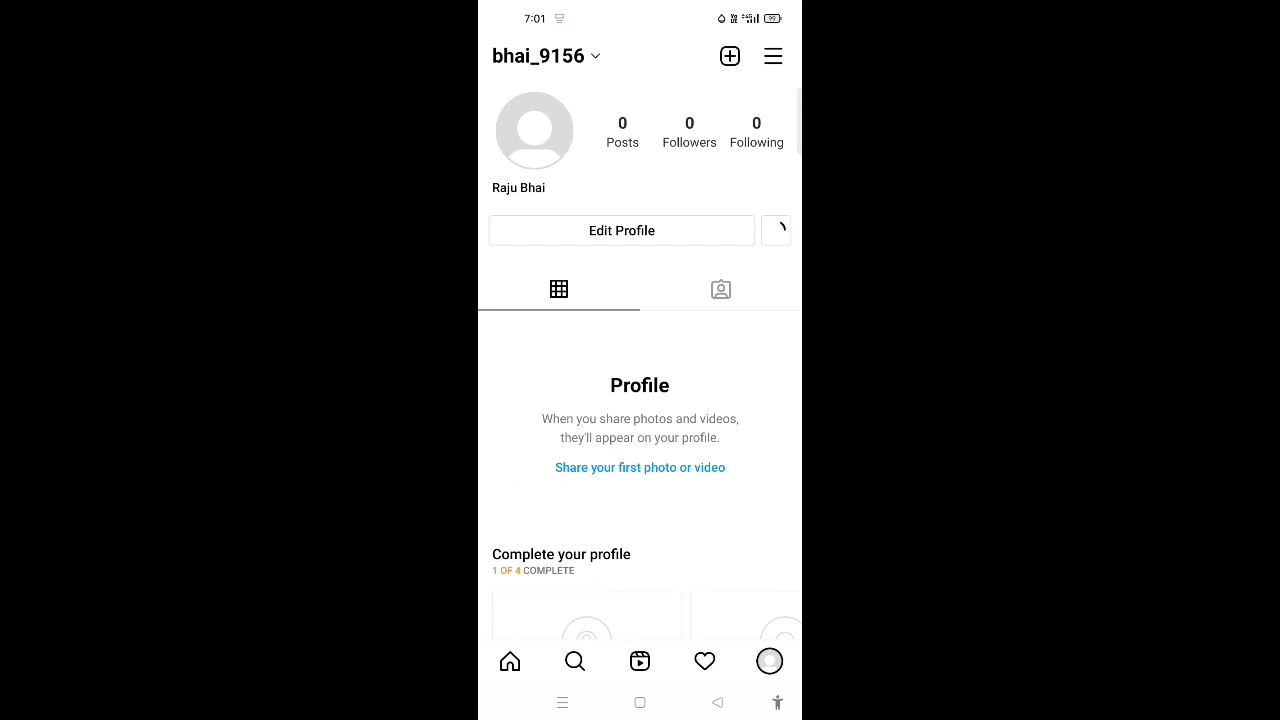 7:01
99
bhai_9156
0
Posts
0
Followers
0
Following
Raju Bhai
Edit Profile
Profile
When you share photos and videos,
they'll appear on your profile.
Share your first photo or video
Complete your profile
1 OF 4 COMPLETE